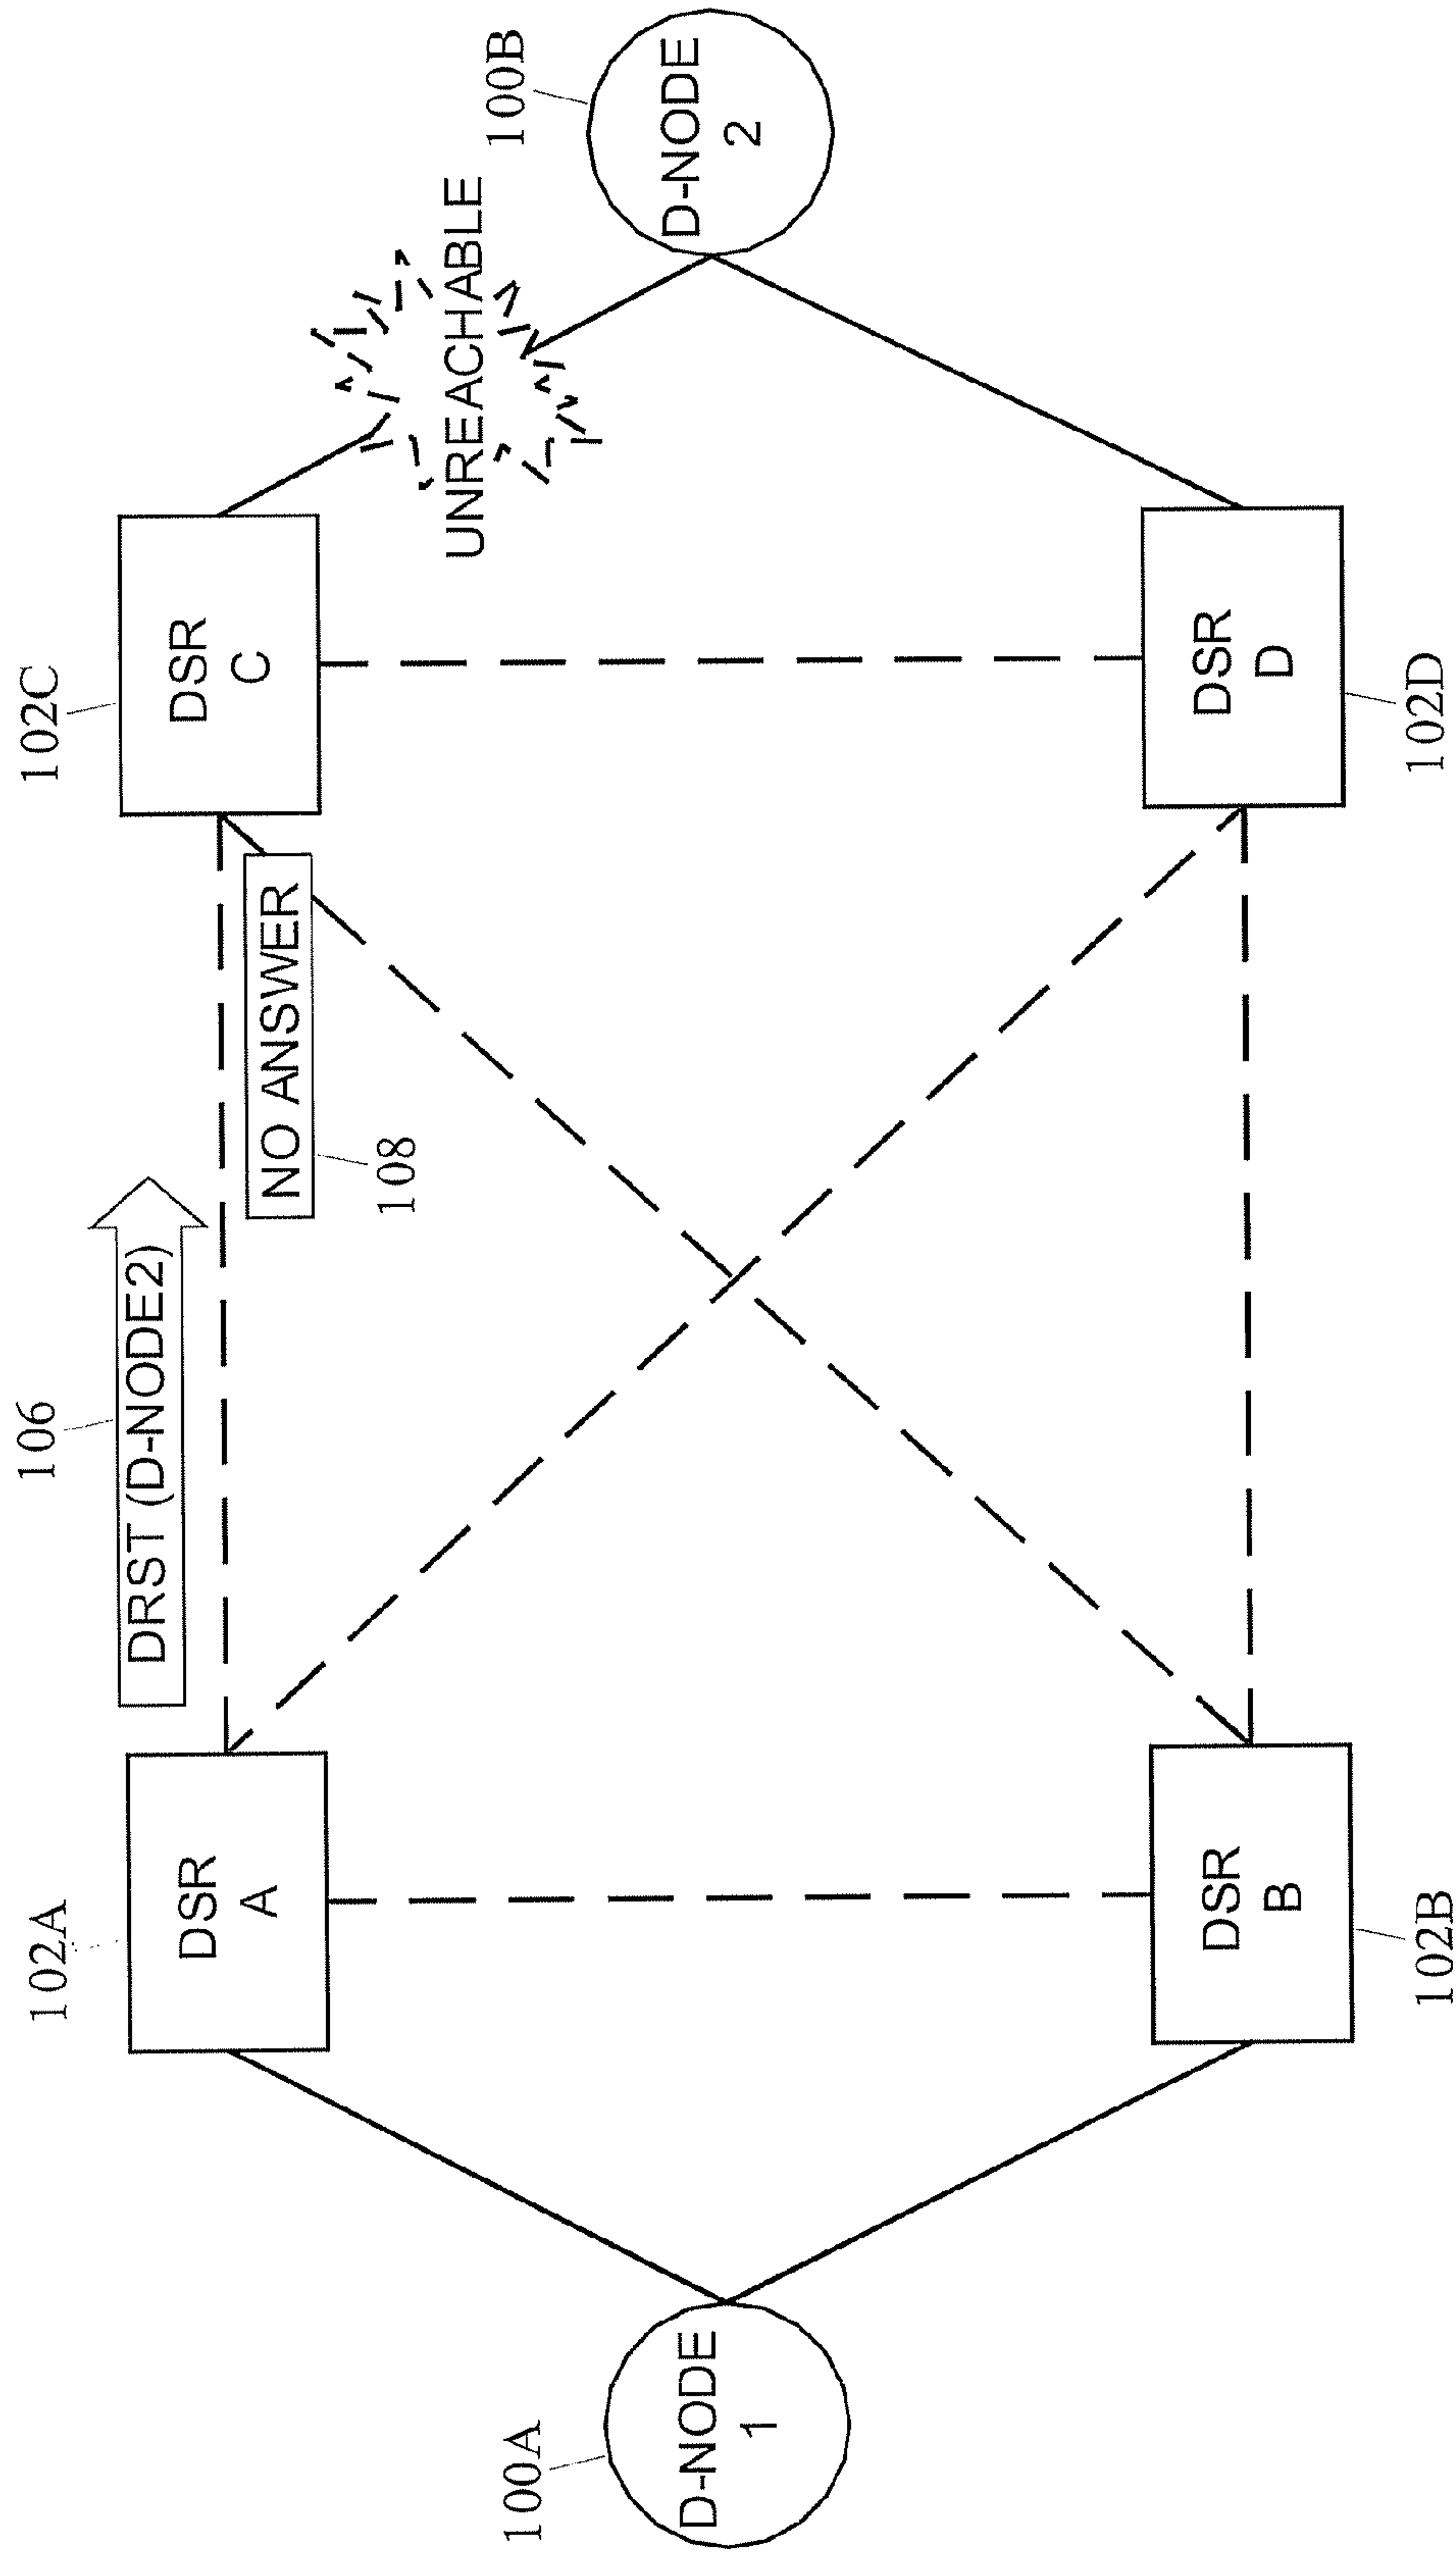 102A
106
102C
DRST (D-NODE2)
DSR
A
DSR
C
NO ANSWER
108
UNREACHABLE
100A
D-NODE
1
100B
D-NODE
2
DSR
B
DSR
D
102B
102D